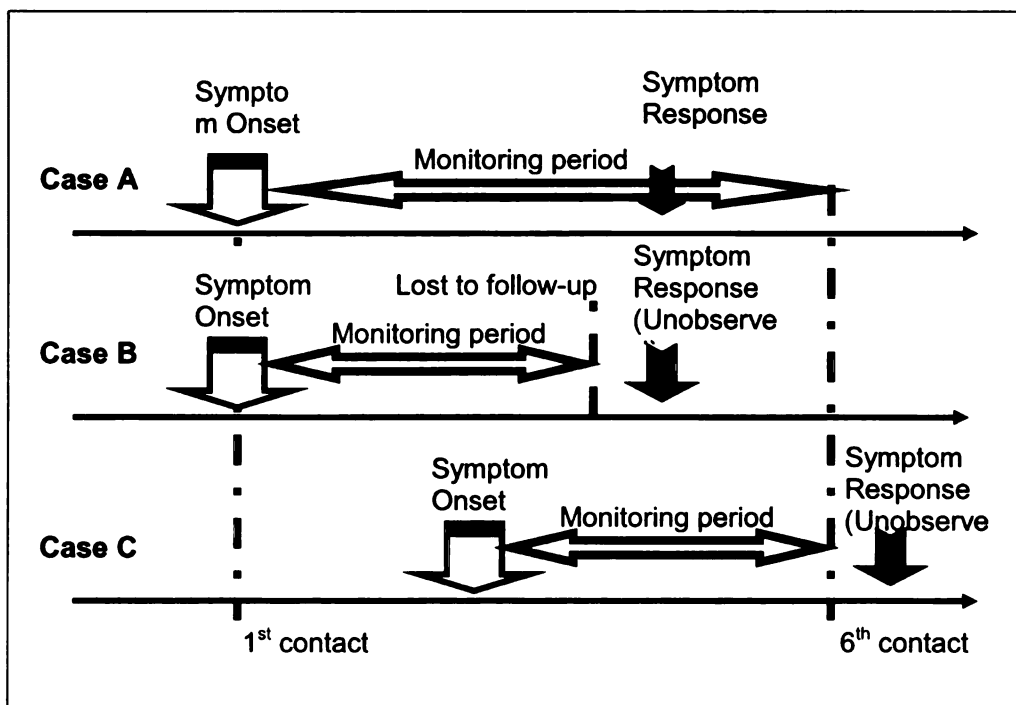 Sympto
m Onset
Symptom
Response
Monitoring period
Case A
Symptom
Onset
Lost to follow-up
Symptom
Response
(Unobserve
Monitoring period
Case B
Symptom
Onset
Symptom
Response
(Unobserve
Monitoring period
Case C
1st contact
6th contact